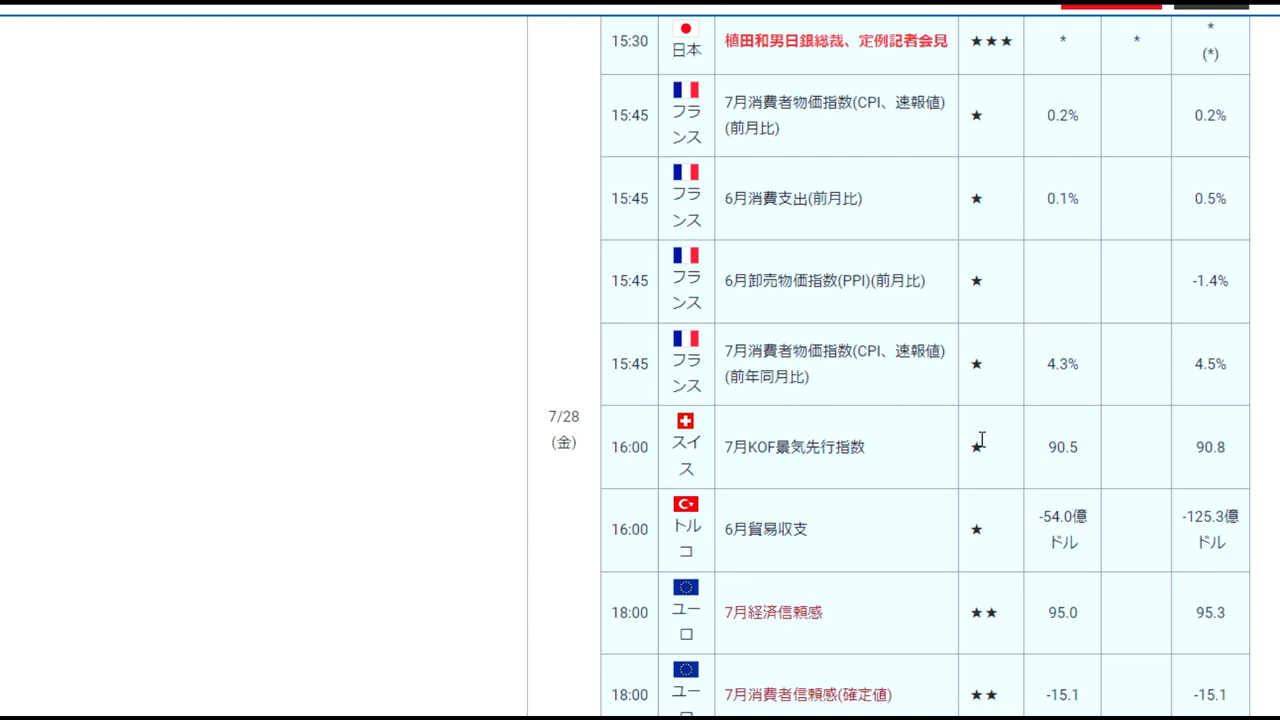 15:30
日本
植田和男日銀総裁、定例記者会見
★★★
*
*
*
(*)
15:45
フラ
ンス
7月消費者物価指数(CPI、速報値)
(前月比)
★
0.2%
0.2%
15:45
フラ
ンス
6月消費支出(前月比)
★
0.1%
0.5%
15:45
フラ
ンス
6月卸売物価指数(PPI)(前月比)
★
-1.4%
15:45
フラ
ンス
7月消費者物価指数(CPI、速報値)
(前年同月比)
★
4.3%
4.5%
7/28
(金)
16:00
スイ
ス
7月KOF景気先行指数
★
90.5
90.8
16:00
トル
コ
6月貿易収支
★
-54.0億
ドル
-125.3億
ドル
18:00
ユー
ロ
7月経済信頼感
★★
95.0
95.3
18:00
ユー
7月消費者信頼感(確定値)
★★
-15.1
-15.1